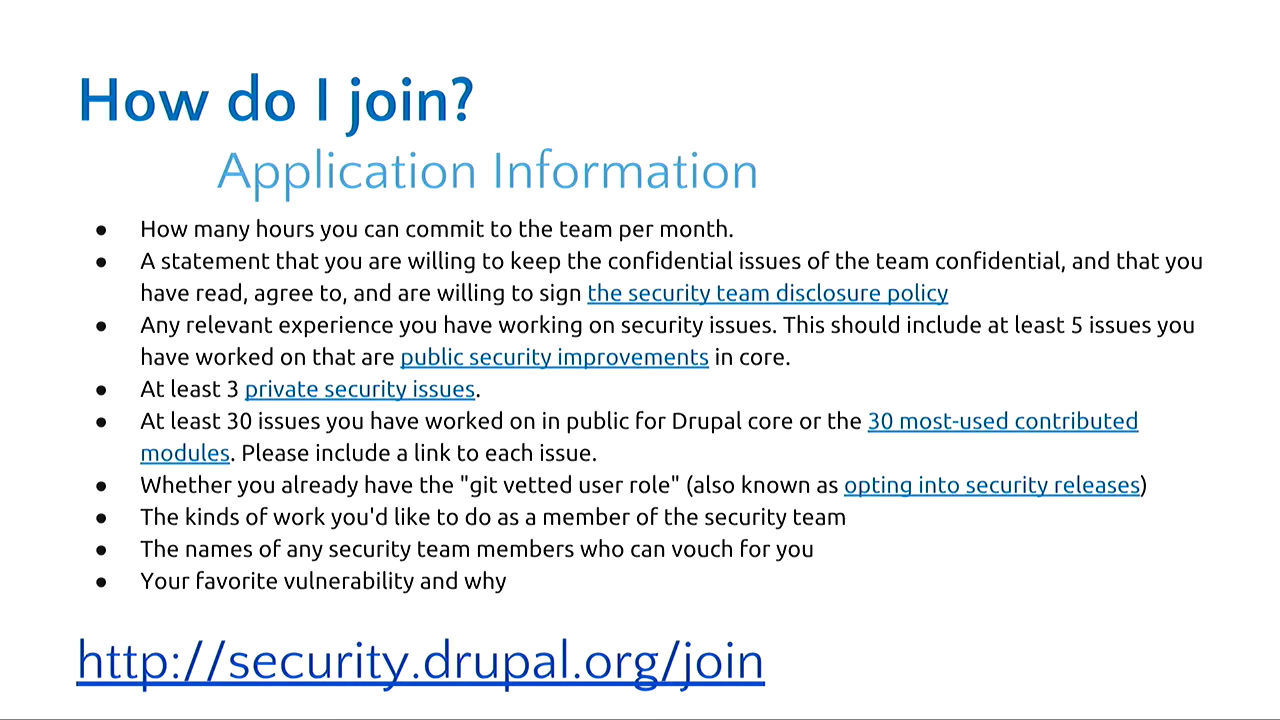 How do I join?
Application Information
● How many hours you can commit to the team per month.
● A statement that you are willing to keep the confidential issues of the team confidential, and that you
have read, agree to, and are willing to sign the security team disclosure policy
● Any relevant experience you have working on security issues. This should include at least 5 issues you
have worked on that are public security improvements in core.
● At least 3 private security issues.
● At least 30 issues you have worked on in public for Drupal core or the 30 most-used contributed
modules. Please include a link to each issue.
● Whether you already have the "git vetted user role" (also known as opting into security releases)
● The kinds of work you'd like to do as a member of the security team
● The names of any security team members who can vouch for you
● Your favorite vulnerability and why
http://security.drupal.org/join